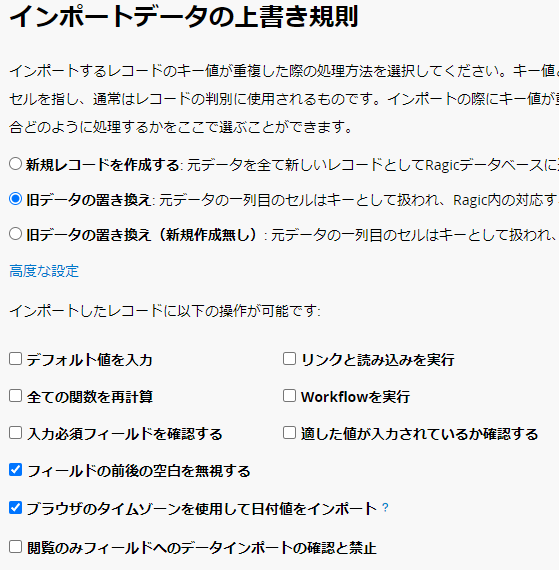 インポートデータの上書き規則
インポートするレコードのキー値が重複した際の処理方法を選択してください。キー値
セルを指し、通常はレコードの判別に使用されるものです。インポートの際にキー値が
合どのように処理するかをここで選ぶことができます。
新規レコードを作成する: 元データを全て新しいレコードとしてRagicデータベースに
旧データの置き換え: 元データの一列目のセルはキーとして扱われ、Ragic内の対応す
旧データの置き換え（新規作成無し）: 元データの一列目のセルはキーとして扱われ、
高度な設定
インポートしたレコードに以下の操作が可能です:
デフォルト値を入力 リンクと読み込みを実行
全ての関数を再計算 Workflowを実行
入力必須フィールドを確認する 適した値が入力されているか確認する
フィールドの前後の空白を無視する
ブラウザのタイムゾーンを使用して日付値をインポート ?
閲覧のみフィールドへのデータインポートの確認と禁止